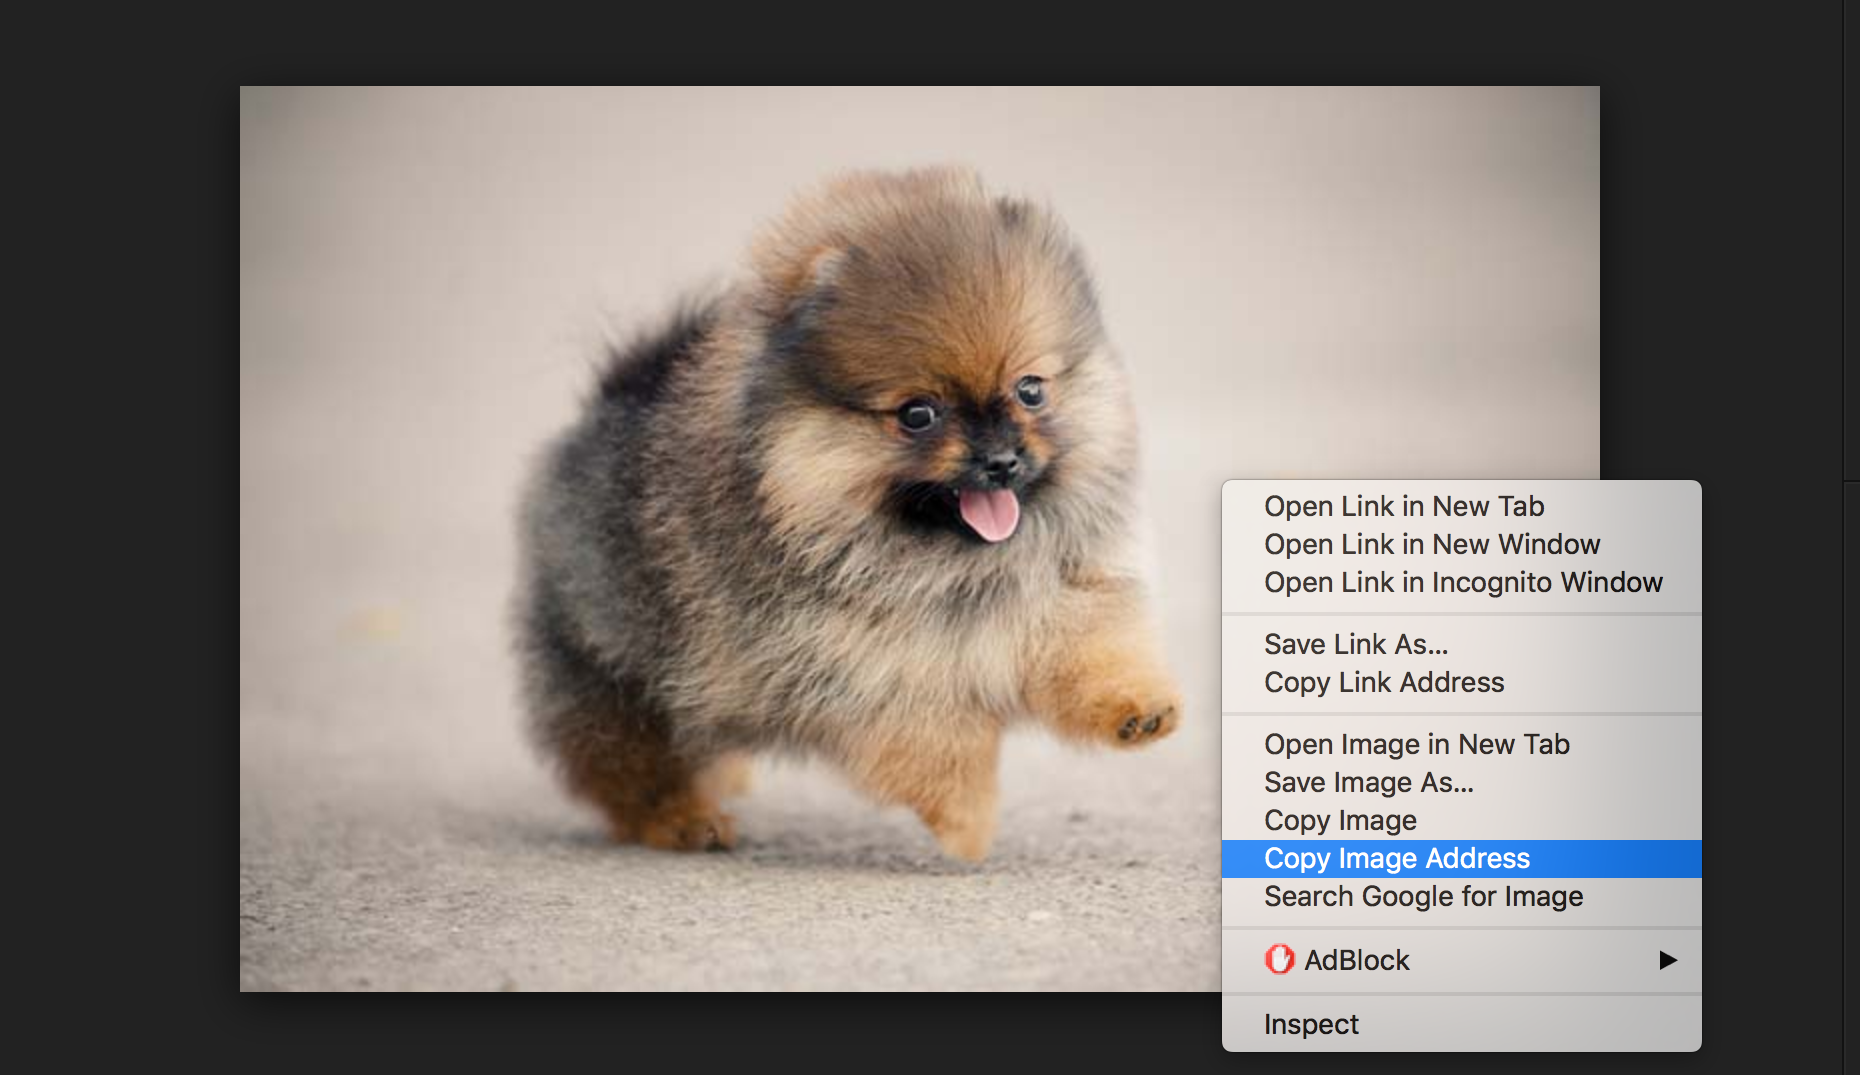 Open Link in New Tab
Open Link in New Window
Open Link in Incognito Window
Save Link As...
Copy Link Address
Open Image in New Tab
Save Image As...
Copy Image
Copy Image Address
Search Google for Image
AdBlock
Inspect